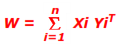 n
W = Σ Xi Yiᵀ
i=1